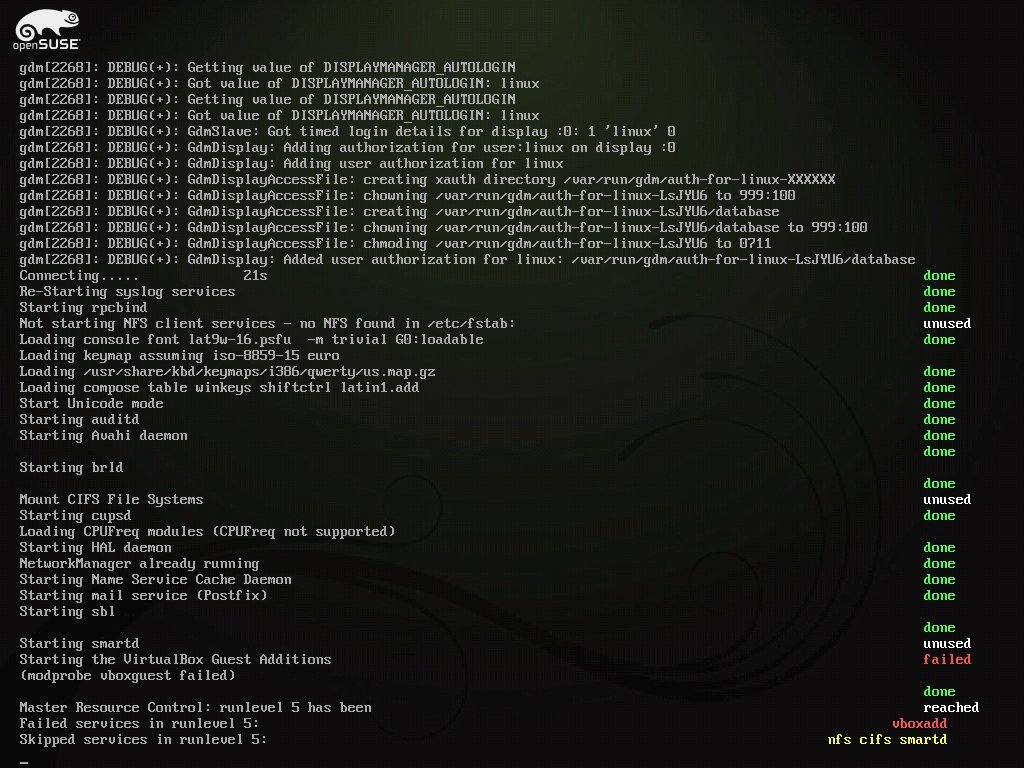 openSUSE
gdm[2268]: DEBUG(+): Getting value of DISPLAYMANAGER_AUTOLOGIN
gdm[2268]: DEBUG(+): Got value of DISPLAYMANAGER_AUTOLOGIN: linux
gdm[2268]: DEBUG(+): Getting value of DISPLAYMANAGER_AUTOLOGIN
gdm[2268]: DEBUG(+): Got value of DISPLAYMANAGER_AUTOLOGIN: linux
gdm[2268]: DEBUG(+): GdmSlave: Got timed login details for display :0: 1 'linux' 0
gdm[2268]: DEBUG(+): GdmDisplay: Adding authorization for user:linux on display :0
gdm[2268]: DEBUG(+): GdmDisplay: Adding user authorization for linux
gdm[2268]: DEBUG(+): GdmDisplayAccessFile: creating xauth directory /var/run/gdm/auth-for-linux-XXXXXX
gdm[2268]: DEBUG(+): GdmDisplayAccessFile: chowning /var/run/gdm/auth-for-linux-LsJYU6 to 999:100
gdm[2268]: DEBUG(+): GdmDisplayAccessFile: creating /var/run/gdm/auth-for-linux-LsJYU6/database
gdm[2268]: DEBUG(+): GdmDisplayAccessFile: chowning /var/run/gdm/auth-for-linux-LsJYU6/database to 999:100
gdm[2268]: DEBUG(+): GdmDisplayAccessFile: chmoding /var/run/gdm/auth-for-linux-LsJYU6 to 0711
gdm[2268]: DEBUG(+): GdmDisplay: Added user authorization for linux: /var/run/gdm/auth-for-linux-LsJYU6/database
Connecting..... 21s done
Re-Starting syslog services done
Starting rpcbind done
Not starting NFS client services - no NFS found in /etc/fstab: unused
Loading console font lat9w-16.psfu -m trivial G0:loadable done
Loading keymap assuming iso-8859-15 euro
Loading /usr/share/kbd/keymaps/i386/qwerty/us.map.gz done
Loading compose table winkeys shiftctrl latin1.add done
Start Unicode mode done
Starting auditd done
Starting Avahi daemon done
done
Starting brld
done
Mount CIFS File Systems unused
Starting cupsd done
Loading CPUFreq modules (CPUFreq not supported)
Starting HAL daemon done
NetworkManager already running done
Starting Name Service Cache Daemon done
Starting mail service (Postfix) done
Starting sbl
done
Starting smartd unused
Starting the VirtualBox Guest Additions failed
(modprobe vboxguest failed)
done
Master Resource Control: runlevel 5 has been reached
Failed services in runlevel 5: vboxadd
Skipped services in runlevel 5: nfs cifs smartd
_